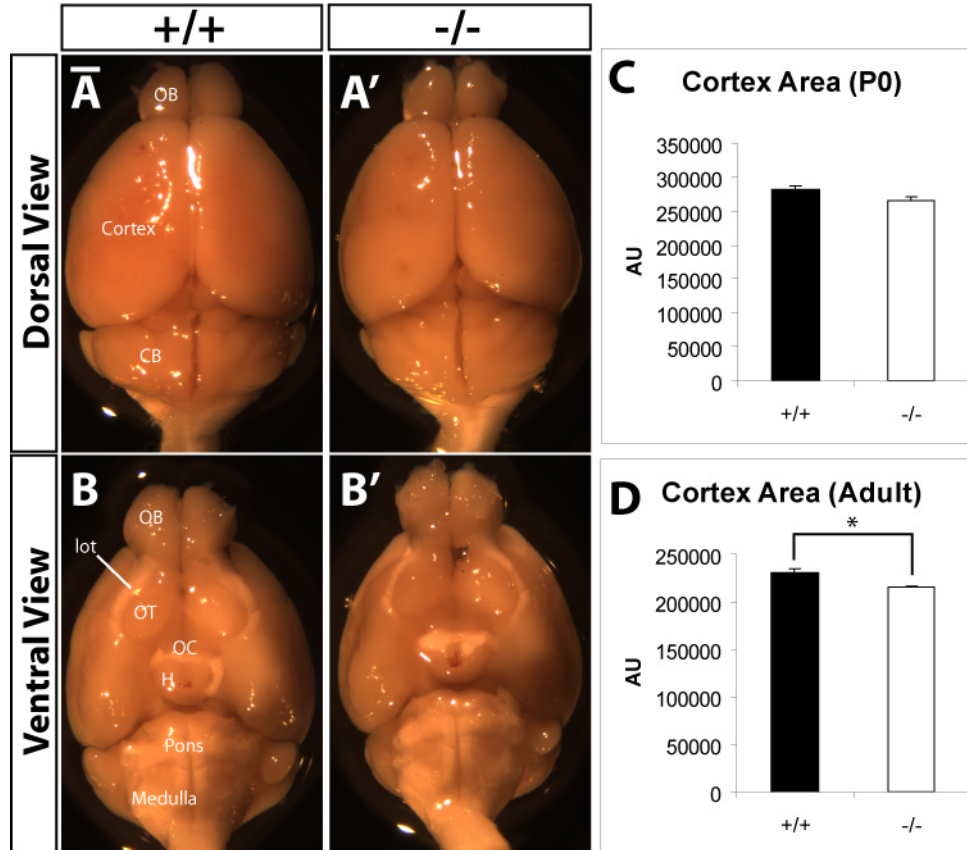 +/+
-/-
Dorsal View
A
OB
Cortex
CB
A'
Ventral View
B
OB
lot
OT
OC
H
Pons
Medulla
B'
C
Cortex Area (P0)
AU
350000
300000
250000
200000
150000
100000
50000
0
+/+
-/-
D
Cortex Area (Adult)
*
AU
250000
200000
150000
100000
50000
0
+/+
-/-